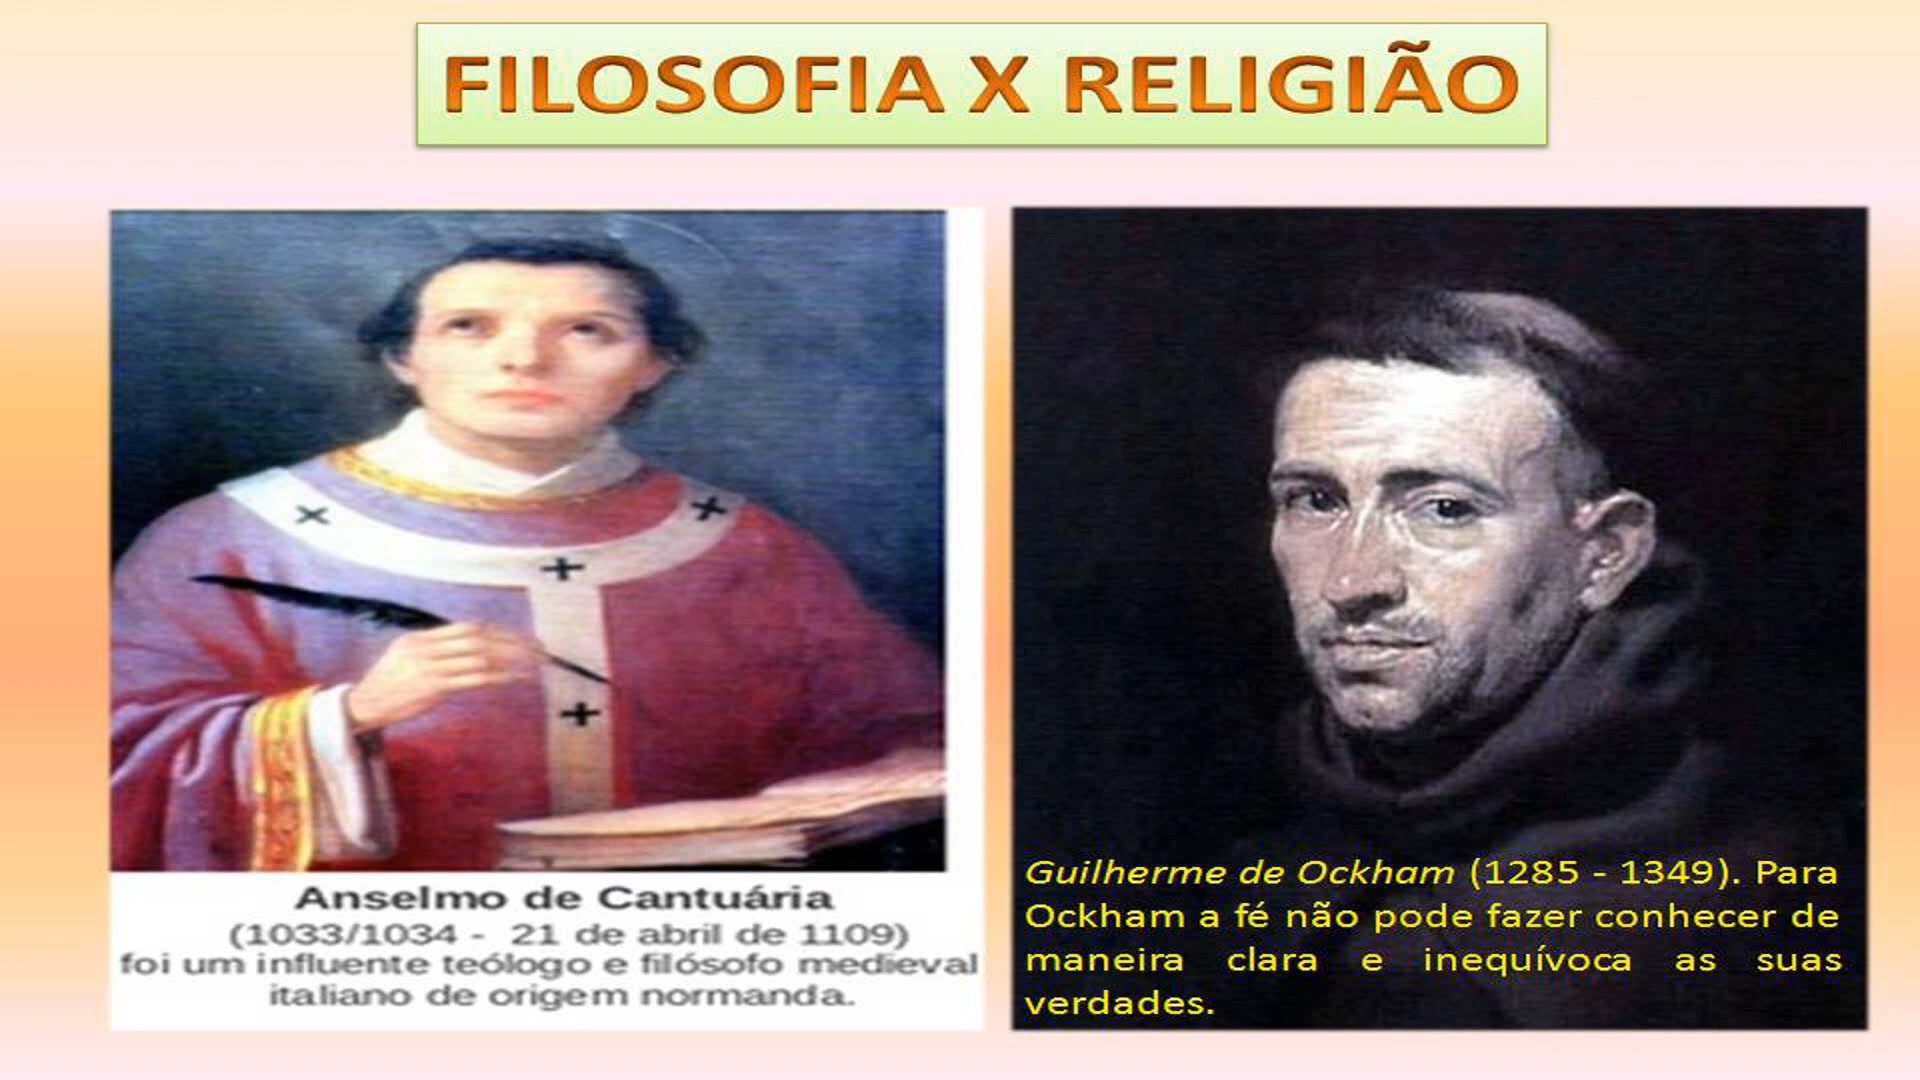 FILOSOFIA X RELIGIÃO
Anselmo de Cantuária
(1033/1034 - 21 de abril de 1109)
foi um influente teólogo e filósofo medieval
italiano de origem normanda.
Guilherme de Ockham (1285 - 1349). Para
Ockham a fé não pode fazer conhecer de
maneira clara e inequívoca as suas
verdades.